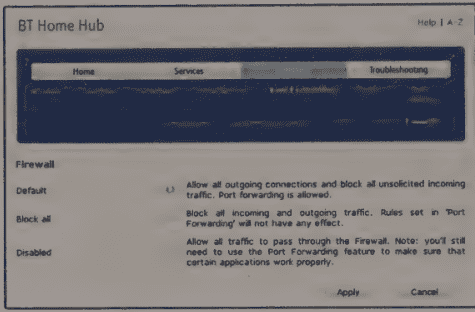 BT Home Hub
Help | A-Z
Home Services Troubleshooting
Firewall
Default
Allow all outgoing connections and block all unsolicited incoming
traffic. Port forwarding is allowed.
Block all
Block all incoming and outgoing traffic. Rules set in 'Port
Forwarding' will not have any effect.
Disabled
Allow all traffic to pass through the Firewall. Note: you'll still
need to use the Port Forwarding feature to make sure that
certain applications work properly.
Apply Cancel